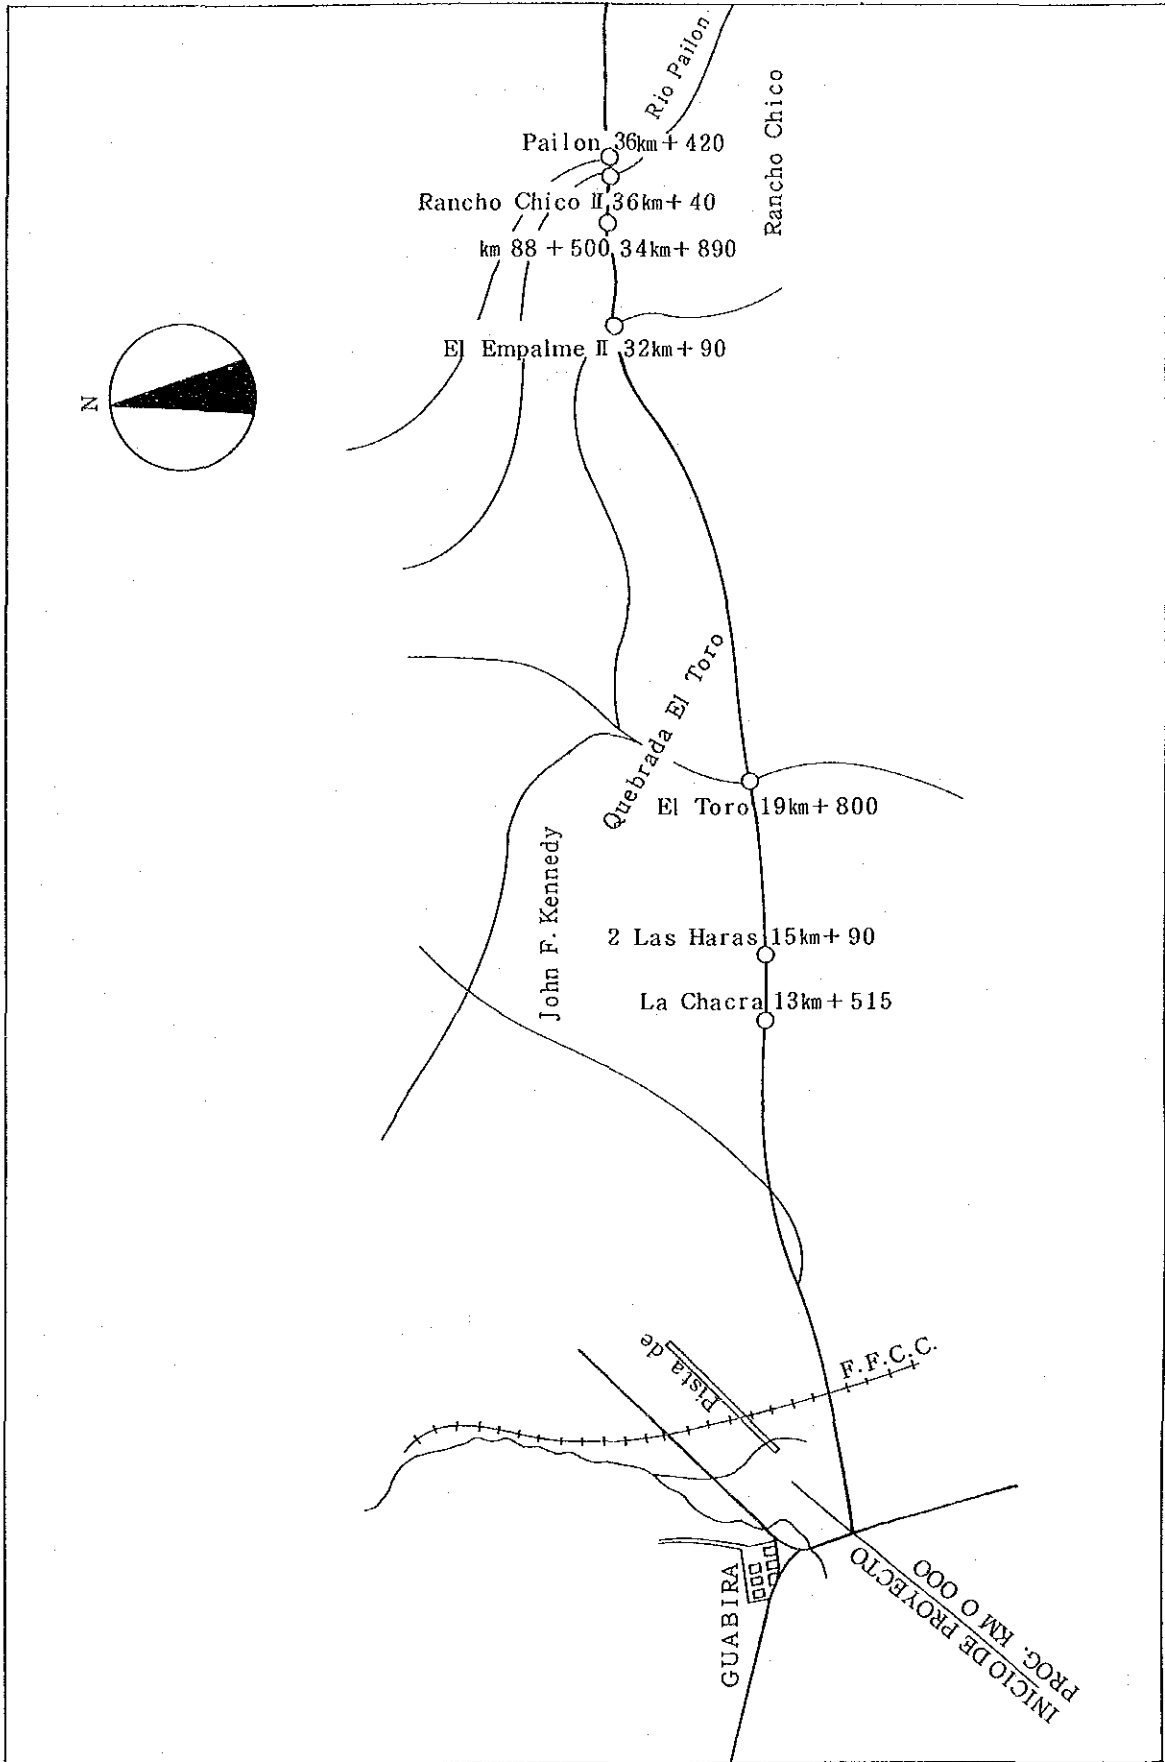 Rio Pailon
Rancho Chico
Pailon 36km+420
Rancho Chico II 36km+40
km 88+500 34km+890
El Empalme II 32km+90
N
Quebrada El Toro
El Toro 19km+800
John F. Kennedy
2 Las Haras 15km+90
La Chacra 13km+515
Pista de
F.F.C.C.
GUABIRA
INICIO DE PROYECTO
PROG. KM 0 000